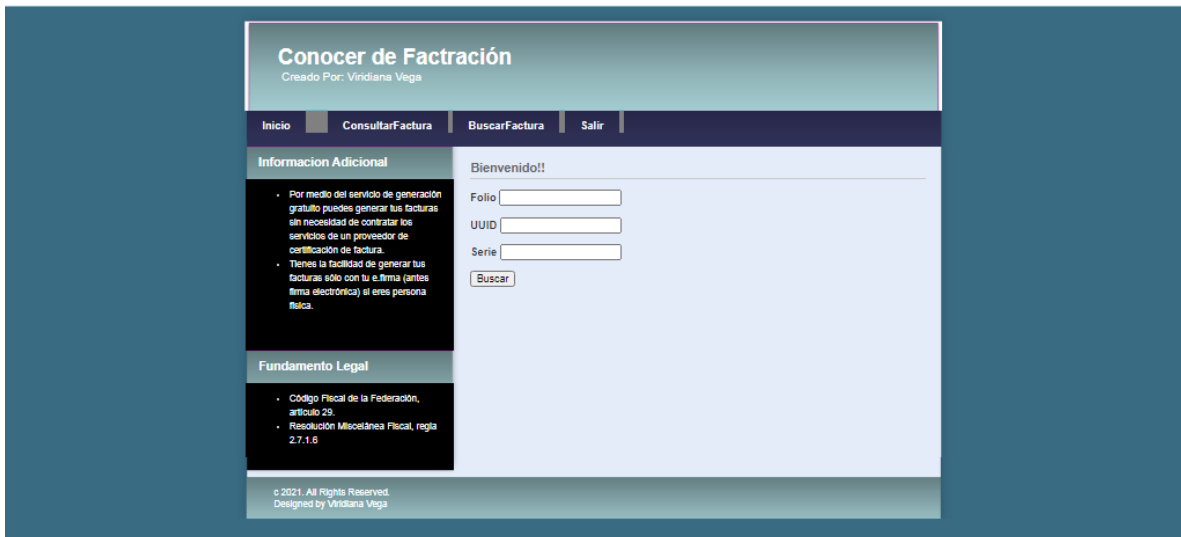 Conocer de Factración
Creado Por: Viridiana Vega
Inicio ConsultarFactura BuscarFactura Salir
Informacion Adicional
• Por medio del servicio de generación
gratuito puedes generar tus facturas
sin necesidad de contratar los
servicios de un proveedor de
certificación de factura.
• Tienes la facilidad de generar tus
facturas sólo con tu e.firma (antes
firma electrónica) si eres persona
física.
Fundamento Legal
• Código Fiscal de la Federación,
artículo 29.
• Resolución Miscelánea Fiscal, regla
2.7.1.6
Bienvenido!!
Folio
UUID
Serie
Buscar
c 2021. All Rights Reserved.
Designed by Viridiana Vega